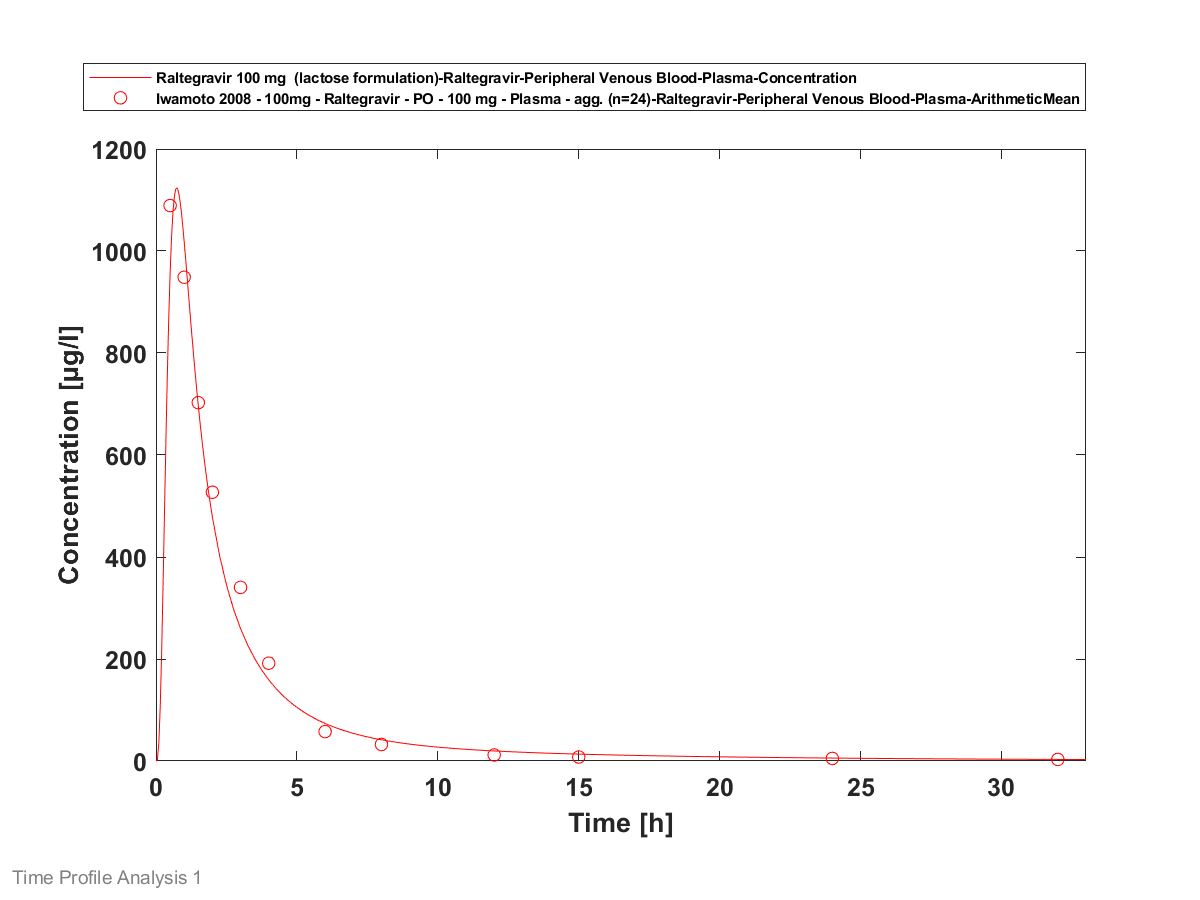 Raltegravir 100 mg  (lactose formulation)-Raltegravir-Peripheral Venous Blood-Plasma-Concentration
Iwamoto 2008 - 100mg - Raltegravir - PO - 100 mg - Plasma - agg. (n=24)-Raltegravir-Peripheral Venous Blood-Plasma-ArithmeticMean
1200
1000
800
600
400
200
0
Concentration [µg/l]
0 5 10 15 20 25 30
Time [h]
Time Profile Analysis 1